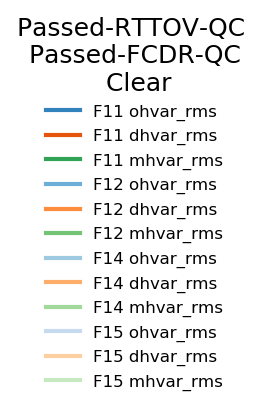 Passed-RTTOV-QC
Passed-FCDR-QC
Clear
F11 ohvar_rms
F11 dhvar_rms
F11 mhvar_rms
F12 ohvar_rms
F12 dhvar_rms
F12 mhvar_rms
F14 ohvar_rms
F14 dhvar_rms
F14 mhvar_rms
F15 ohvar_rms
F15 dhvar_rms
F15 mhvar_rms